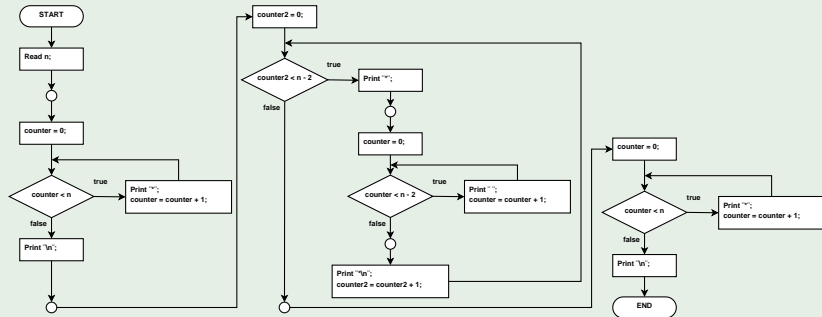 START
Read n;
counter = 0;
counter < n
true
Print "*";
counter = counter + 1;
false
Print "\n";
counter2 = 0;
counter2 < n - 2
true
Print "*";
false
counter = 0;
counter < n - 2
true
Print " ";
counter = counter + 1;
false
Print "*\n";
counter2 = counter2 + 1;
counter = 0;
counter < n
true
Print "*";
counter = counter + 1;
false
Print "\n";
END